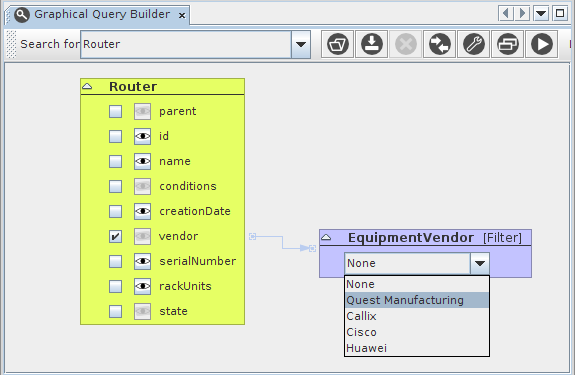 Graphical Query Builder
Search for Router
Router
parent
id
name
conditions
creationDate
vendor
serialNumber
rackUnits
state
EquipmentVendor [Filter]
None
None
Quest Manufacturing
Callix
Cisco
Huawei